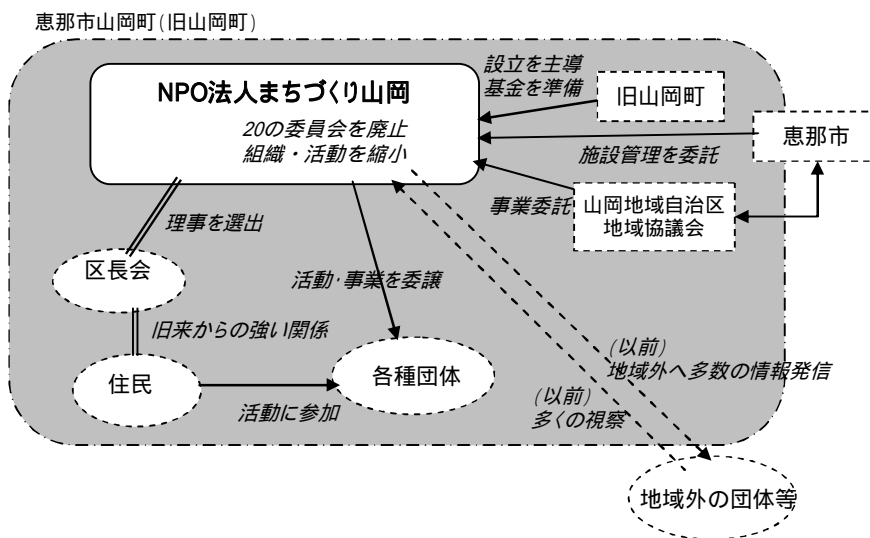 恵那市山岡町(旧山岡町)
NPO法人まちづくり山岡
20の委員会を廃止
組織・活動を縮小
設立を主導
基金を準備
旧山岡町
恵那市
施設管理を委託
事業委託
山岡地域自治区
地域協議会
理事を選出
区長会
活動・事業を委譲
旧来からの強い関係
住民
各種団体
活動に参加
(以前)
地域外へ多数の情報発信
(以前)
多くの視察
地域外の団体等